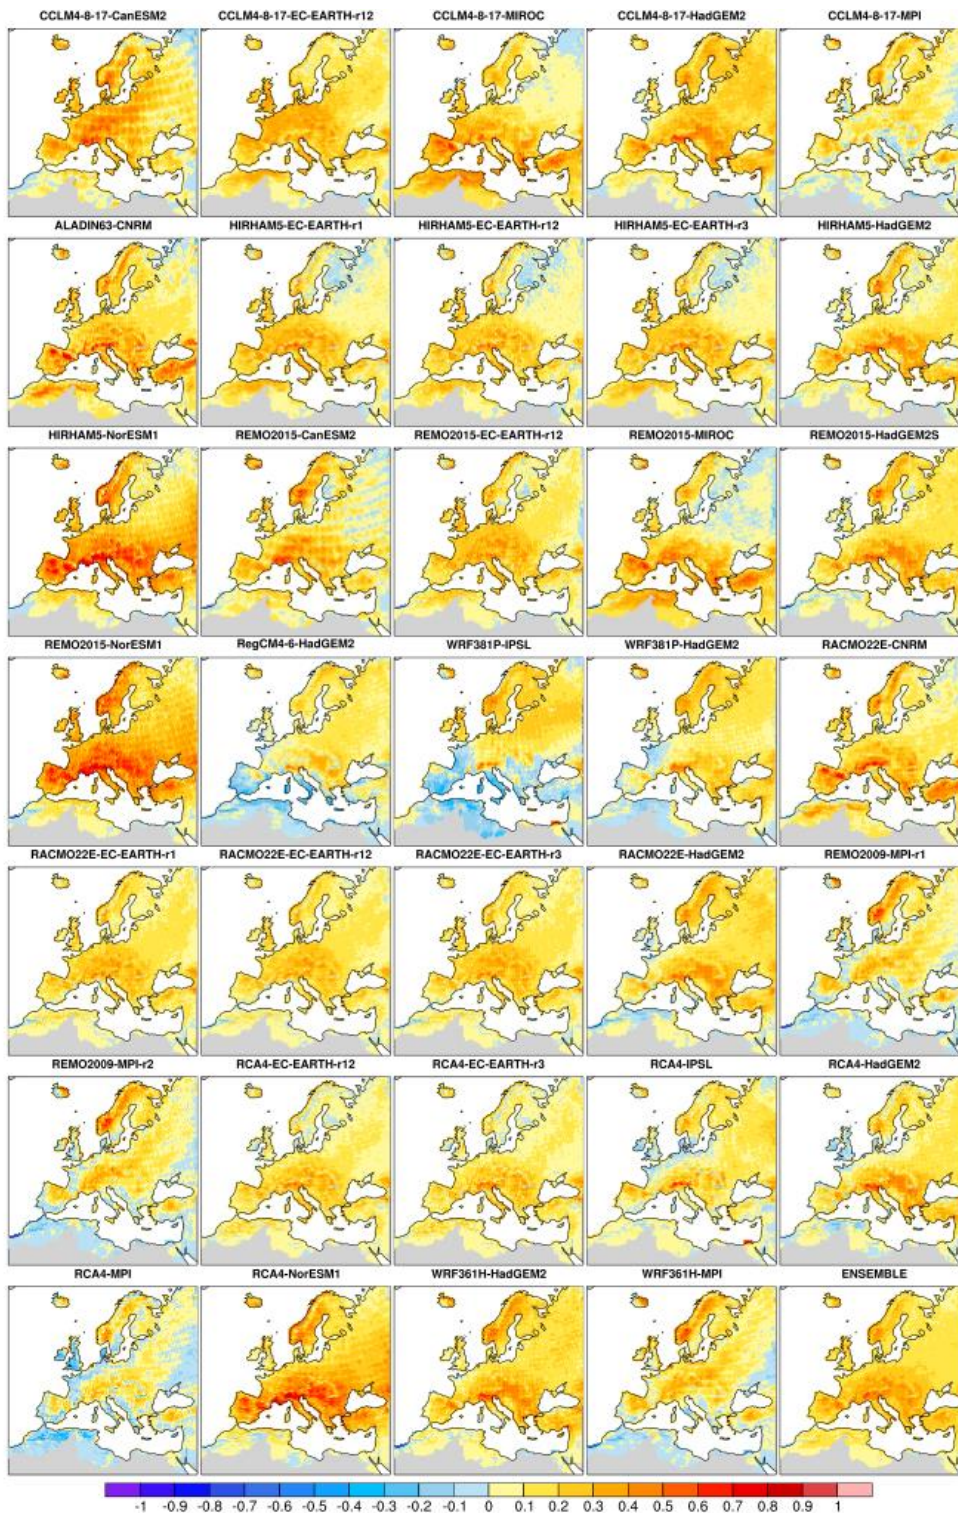 CCLM4-8-17-CanESM2 CCLM4-8-17-EC-EARTH-r12 CCLM4-8-17-MIROC CCLM4-8-17-HadGEM2 CCLM4-8-17-MPI
ALADIN63-CNRM HIRHAM5-EC-EARTH-r1 HIRHAM5-EC-EARTH-r12 HIRHAM5-EC-EARTH-r3 HIRHAM5-HadGEM2
HIRHAM5-NorESM1 REMO2015-CanESM2 REMO2015-EC-EARTH-r12 REMO2015-MIROC REMO2015-HadGEM2S
REMO2015-NorESM1 RegCM4-6-HadGEM2 WRF381P-IPSL WRF381P-HadGEM2 RACMO22E-CNRM
RACMO22E-EC-EARTH-r1 RACMO22E-EC-EARTH-r12 RACMO22E-EC-EARTH-r3 RACMO22E-HadGEM2 REMO2009-MPI-r1
REMO2009-MPI-r2 RCA4-EC-EARTH-r12 RCA4-EC-EARTH-r3 RCA4-IPSL RCA4-HadGEM2
RCA4-MPI RCA4-NorESM1 WRF361H-HadGEM2 WRF361H-MPI ENSEMBLE
-1 -0.9 -0.8 -0.7 -0.6 -0.5 -0.4 -0.3 -0.2 -0.1 0 0.1 0.2 0.3 0.4 0.5 0.6 0.7 0.8 0.9 1